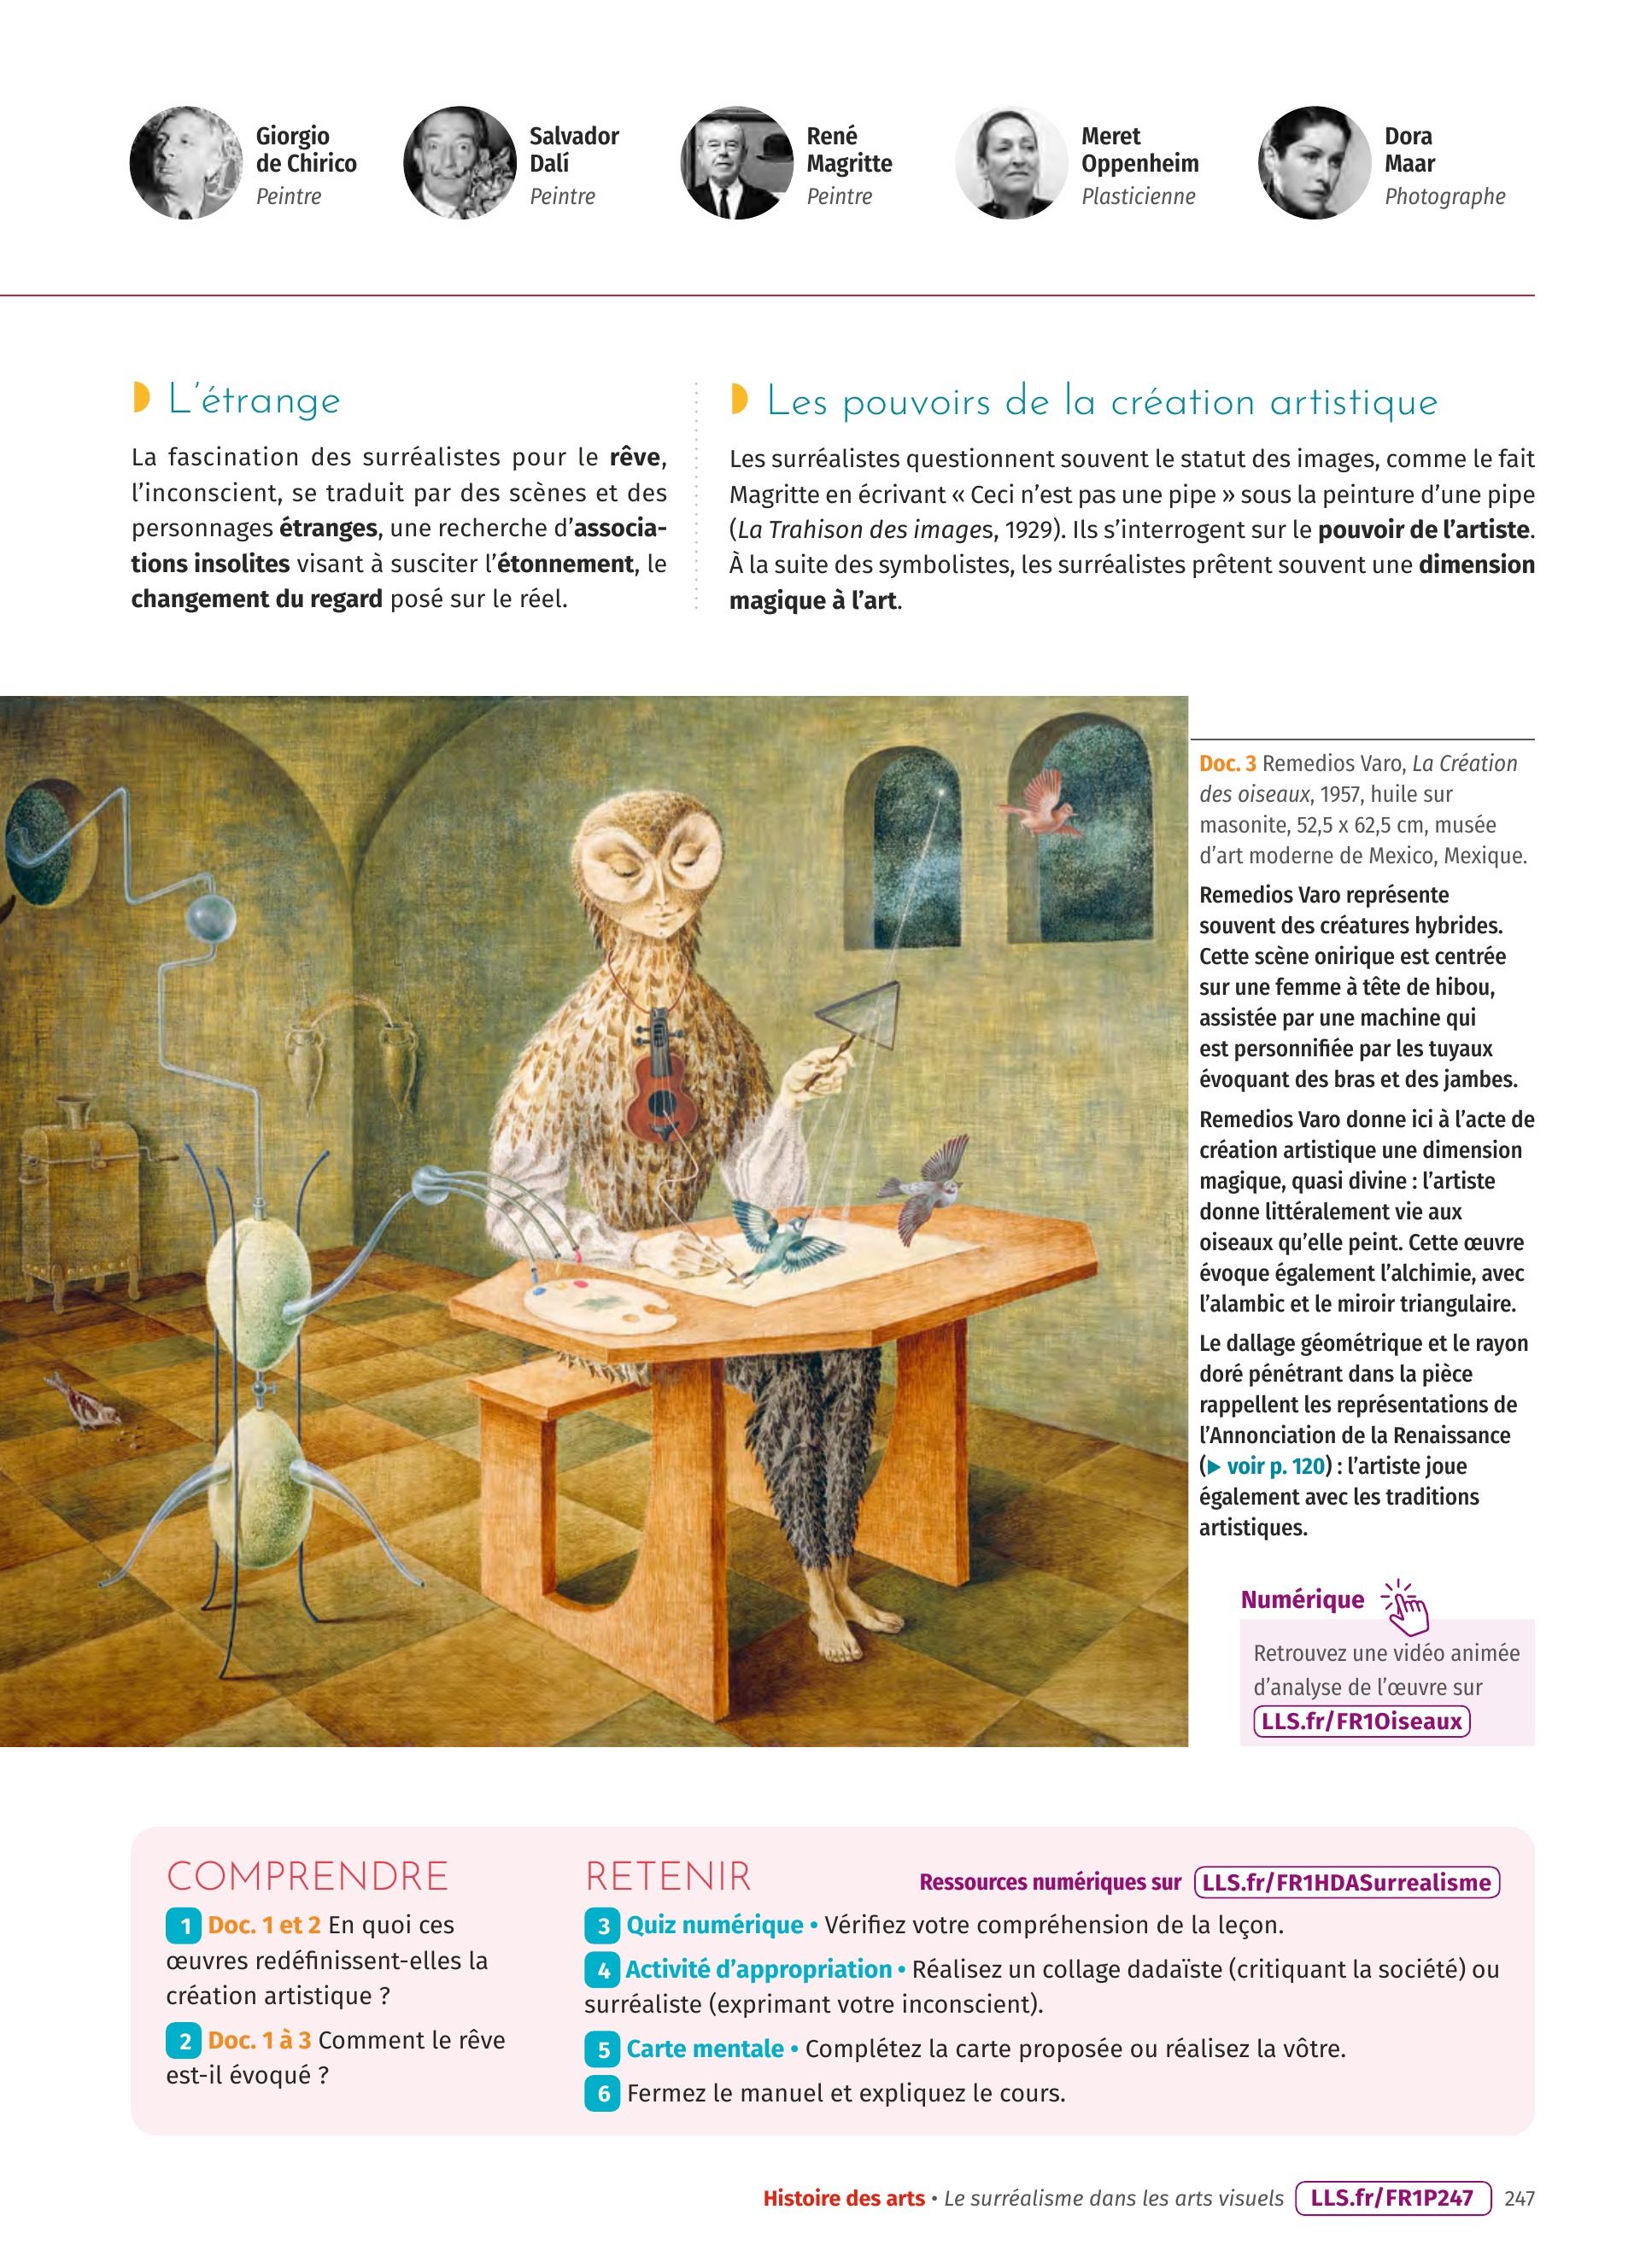 Giorgio
de Chirico
Peintre
Salvador
Dalí
Peintre
René
Magritte
Peintre
Meret
Oppenheim
Plasticienne
Dora
Maar
Photographe
L'étrange
La fascination des surréalistes pour le rêve,
l'inconscient, se traduit par des scènes et des
personnages étranges, une recherche d'associa-
tions insolites visant à susciter l'étonnement, le
changement du regard posé sur le réel.
Les pouvoirs de la création artistique
Les surréalistes questionnent souvent le statut des images, comme le fait
Magritte en écrivant « Ceci n'est pas une pipe » sous la peinture d'une pipe
(La Trahison des images, 1929). Ils s'interrogent sur le pouvoir de l'artiste.
À la suite des symbolistes, les surréalistes prêtent souvent une dimension
magique à l'art.
Doc. 3 Remedios Varo, La Création
des oiseaux, 1957, huile sur
masonite, 52,5 x 62,5 cm, musée
d'art moderne de Mexico, Mexique.
Remedios Varo représente
souvent des créatures hybrides.
Cette scène onirique est centrée
sur une femme à tête de hibou,
assistée par une machine qui
est personnifiée par les tuyaux
évoquant des bras et des jambes.
Remedios Varo donne ici à l'acte de
création artistique une dimension
magique, quasi divine : l'artiste
donne littéralement vie aux
oiseaux qu'elle peint. Cette œuvre
évoque également l'alchimie, avec
l'alambic et le miroir triangulaire.
Le dallage géométrique et le rayon
doré pénétrant dans la pièce
rappellent les représentations de
l'Annonciation de la Renaissance
(▶ voir p. 120) : l'artiste joue
également avec les traditions
artistiques.
Numérique
Retrouvez une vidéo animée
d'analyse de l'œuvre sur
LLS.fr/FR1Oiseaux
COMPRENDRE
1 Doc. 1 et 2 En quoi ces
œuvres redéfinissent-elles la
création artistique ?
2 Doc. 1 à 3 Comment le rêve
est-il évoqué ?
RETENIR
Ressources numériques sur LLS.fr/FR1HDASurrealisme
3 Quiz numérique • Vérifiez votre compréhension de la leçon.
4 Activité d'appropriation • Réalisez un collage dadaïste (critiquant la société) ou
surréaliste (exprimant votre inconscient).
5 Carte mentale • Complétez la carte proposée ou réalisez la vôtre.
6 Fermez le manuel et expliquez le cours.
Histoire des arts • Le surréalisme dans les arts visuels LLS.fr/FR1P247 247